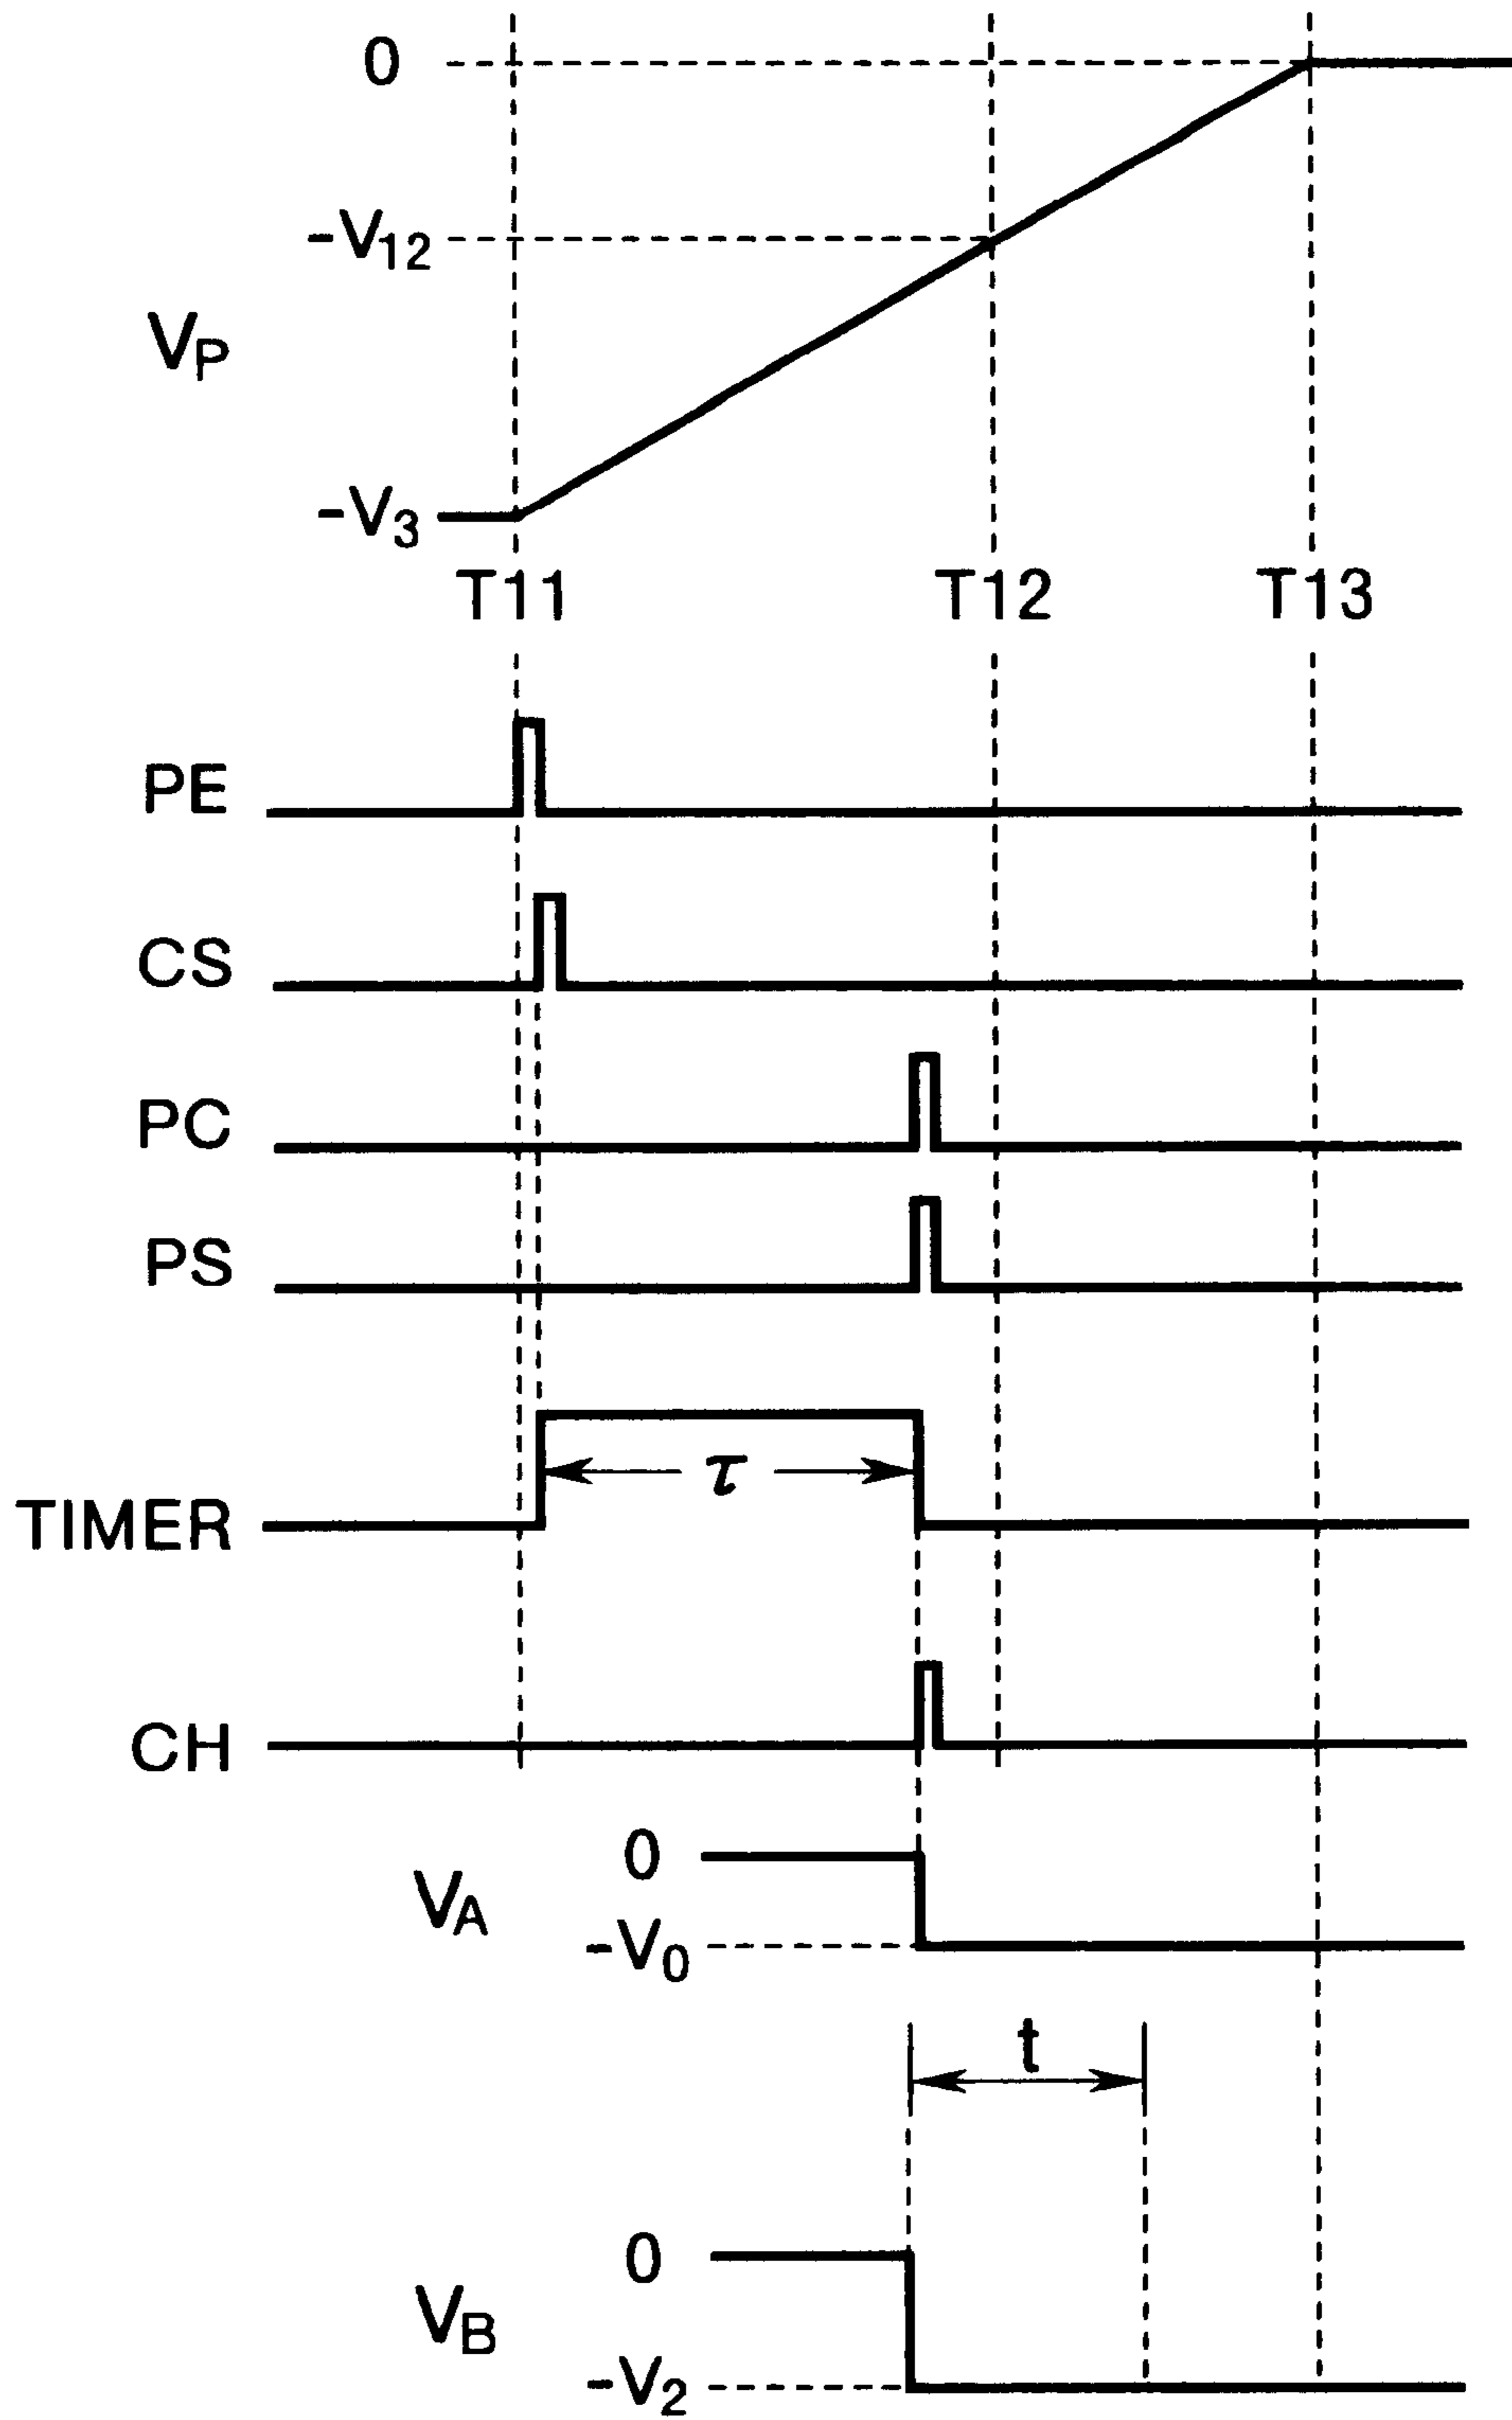 0
-V12
VP
-V3
T11 T12 T13
PE
CS
PC
PS
τ
TIMER
CH
0
VA
-V0
t
0
VB
-V2